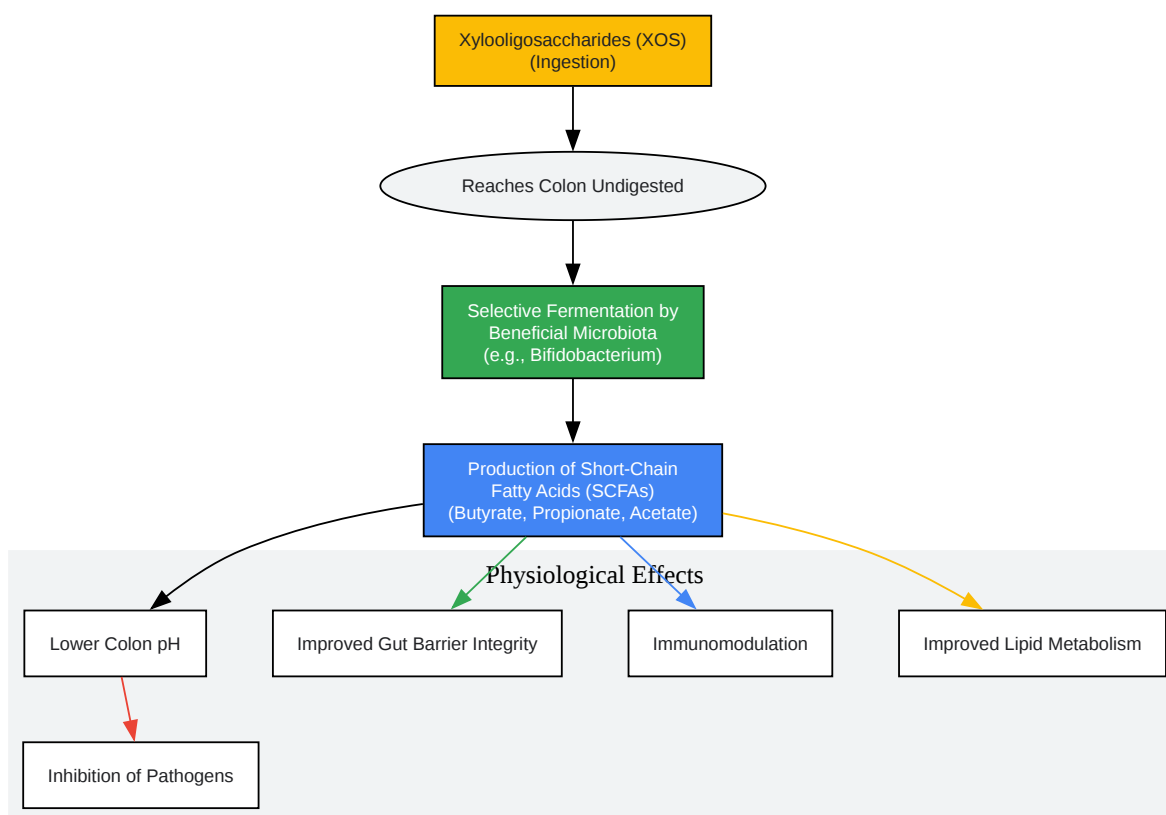 Xylooligosaccharides (XOS)
(Ingestion)
Reaches Colon Undigested
Selective Fermentation by
Beneficial Microbiota
(e.g., Bifidobacterium)
Production of Short-Chain
Fatty Acids (SCFAs)
(Butyrate, Propionate, Acetate)
Physiological Effects
Lower Colon pH
Improved Gut Barrier Integrity
Immunomodulation
Improved Lipid Metabolism
Inhibition of Pathogens